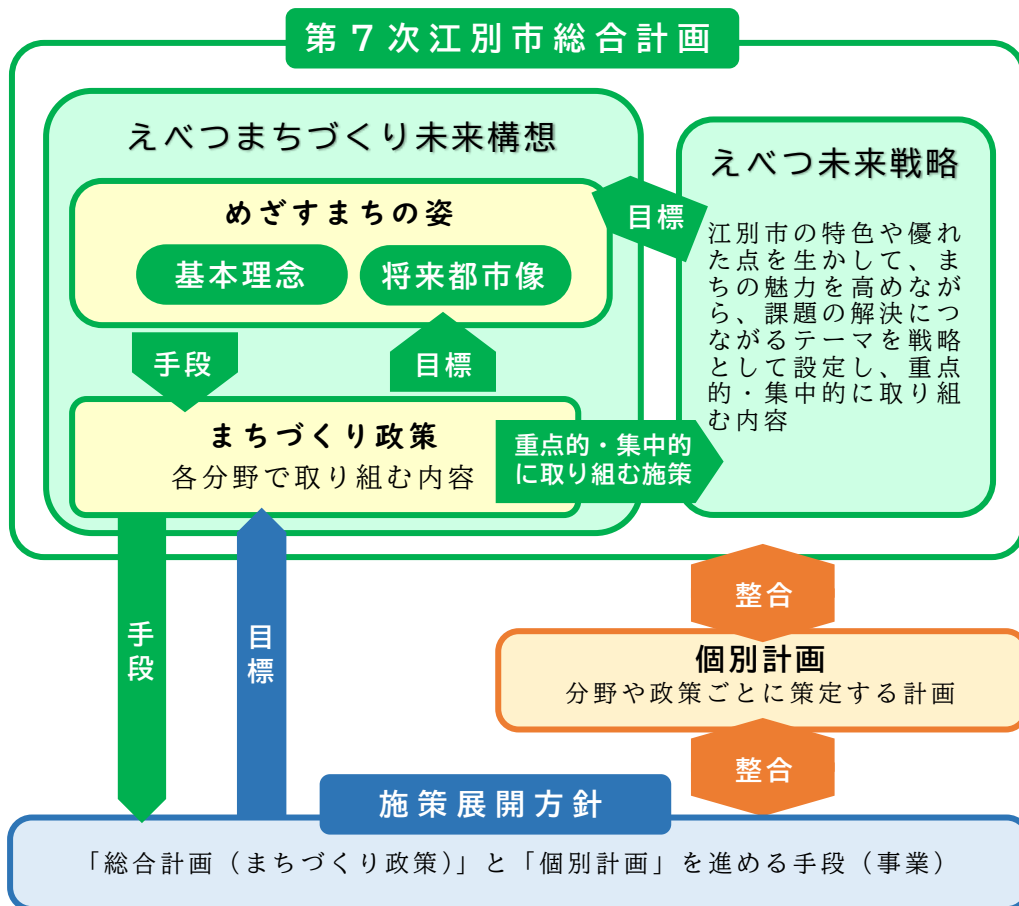 第7次江別市総合計画
えべつまちづくり未来構想
めざすまちの姿
基本理念
将来都市像
手段
目標
まちづくり政策
各分野で取り組む内容
目標
重点的・集中的
に取り組む施策
えべつ未来戦略
江別市の特色や優れ
た点を生かして、ま
ちの魅力を高めなが
ら、課題の解決につ
ながるテーマを戦略
として設定し、重点
的・集中的に取り組
む内容
手段
目標
整合
個別計画
分野や政策ごとに策定する計画
整合
施策展開方針
「総合計画（まちづくり政策）」と「個別計画」を進める手段（事業）